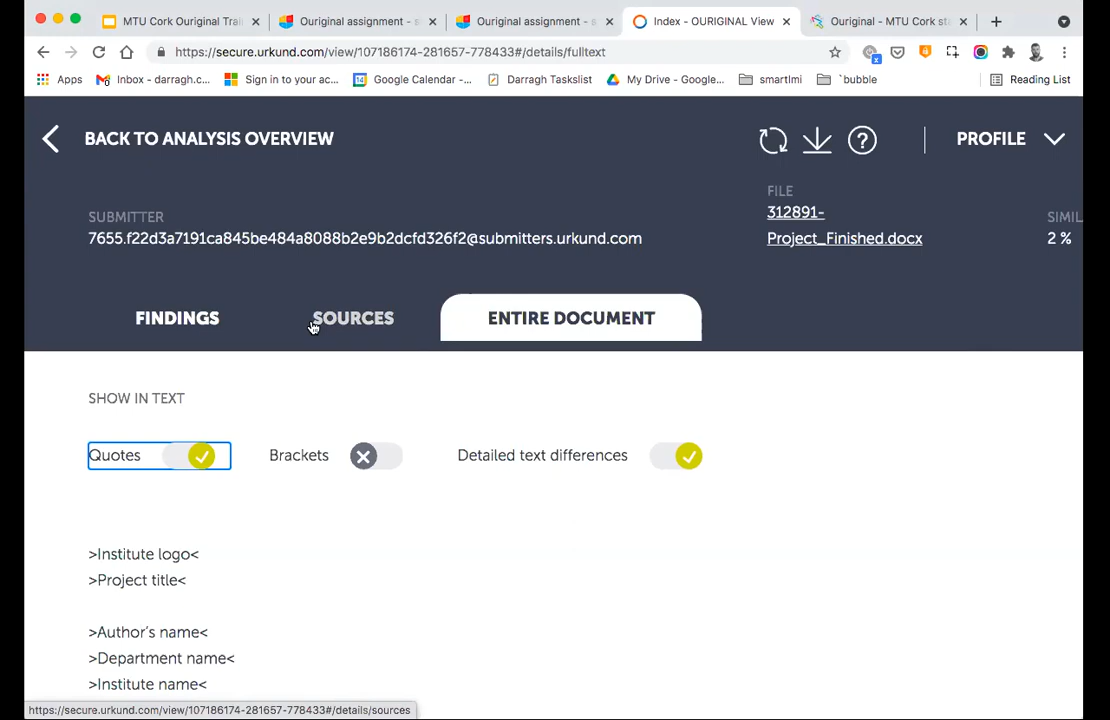 MTU Cork Ouriginal Trai
Ouriginal assignment - s
Ouriginal assignment - s
Index - OURIGINAL View
Ouriginal - MTU Cork st
https://secure.urkund.com/view/107186174-281657-778433#/details/fulltext
Apps
Inbox - darragh.c...
Sign in to your ac...
Google Calendar -...
Darragh Tasklist
My Drive - Google...
smartlmi
`bubble
Reading List
BACK TO ANALYSIS OVERVIEW
PROFILE
SUBMITTER
7655.f22d3a7191ca845be484a8088b2e9b2dcfd326f2@submitters.urkund.com
FILE
312891-
Project_Finished.docx
SIMIL
2 %
FINDINGS
SOURCES
ENTIRE DOCUMENT
SHOW IN TEXT
Quotes
Brackets
Detailed text differences
>Institute logo<
>Project title<
>Author's name<
>Department name<
>Institute name<
https://secure.urkund.com/view/107186174-281657-778433#/details/sources